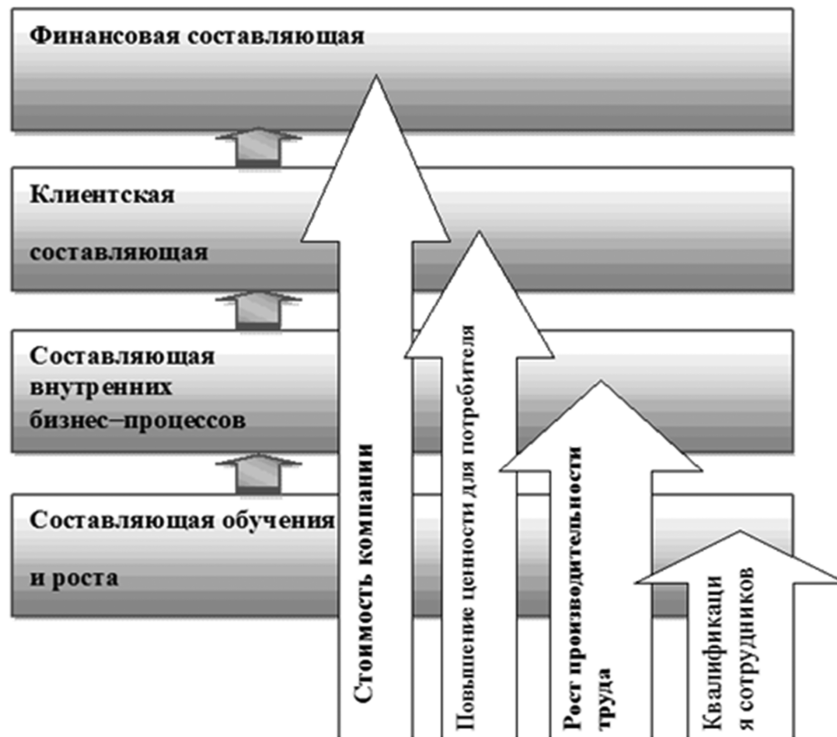 Финансовая составляющая
Клиентская
составляющая
Составляющая
внутренних
бизнес–процессов
Составляющая обучения
и роста
Стоимость компании
Повышение ценности для потребителя
Рост производительности
труда
Квалификаци
я сотрудников